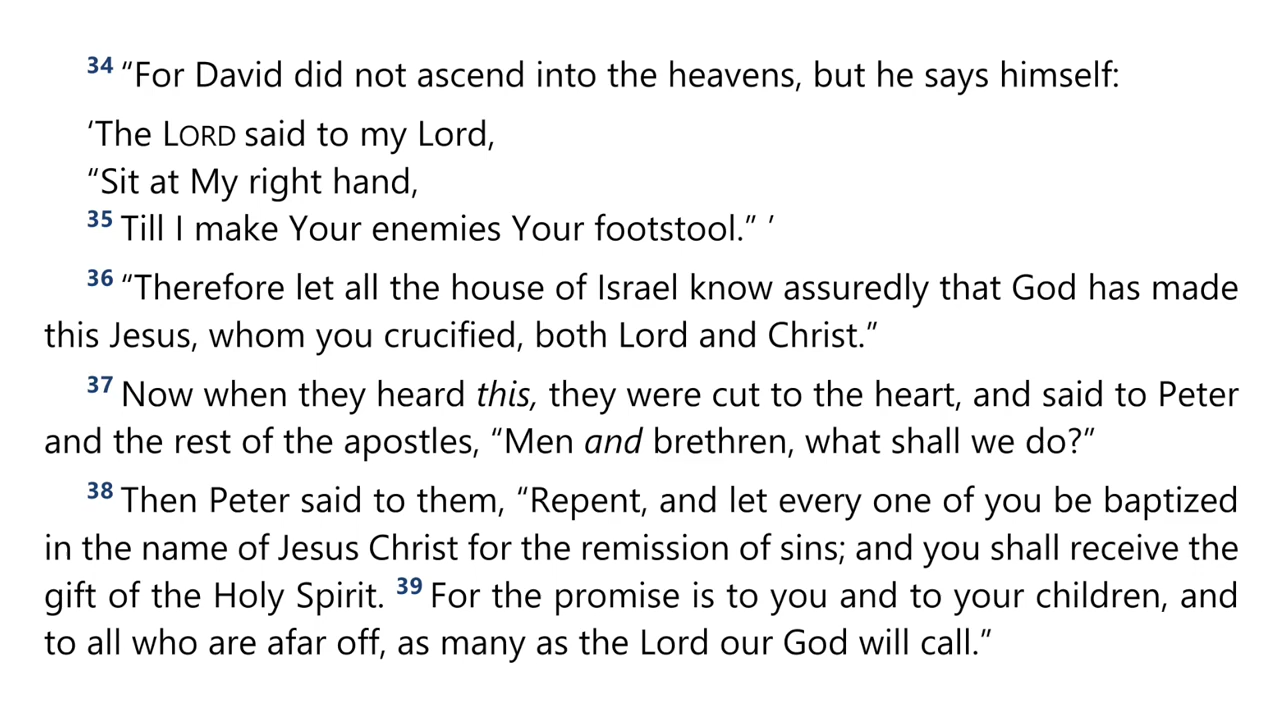 34 “For David did not ascend into the heavens, but he says himself:
‘The LORD said to my Lord,
“Sit at My right hand,
35 Till I make Your enemies Your footstool.” ’
36 “Therefore let all the house of Israel know assuredly that God has made
this Jesus, whom you crucified, both Lord and Christ.”
37 Now when they heard this, they were cut to the heart, and said to Peter
and the rest of the apostles, “Men and brethren, what shall we do?”
38 Then Peter said to them, “Repent, and let every one of you be baptized
in the name of Jesus Christ for the remission of sins; and you shall receive the
gift of the Holy Spirit. 39 For the promise is to you and to your children, and
to all who are afar off, as many as the Lord our God will call.”